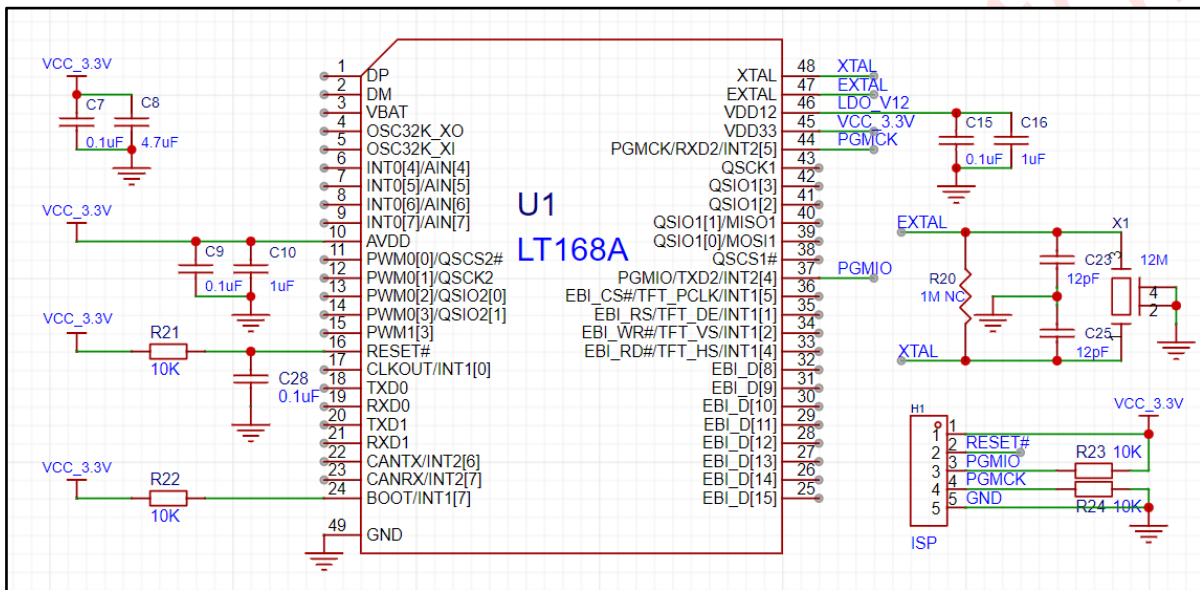 VCC_3.3V
C7
0.1uF
C8
4.7uF
VCC_3.3V
C9
0.1uF
C10
1uF
VCC_3.3V
R21
10K
C28
0.1uF
VCC_3.3V
R22
10K
U1
LT168A
1 DP
2 DM
3 VBAT
4 OSC32K_XO
5 OSC32K_XI
6 INT0[4]/AIN[4]
7 INT0[5]/AIN[5]
8 INT0[6]/AIN[6]
9 INT0[7]/AIN[7]
10 AVDD
11 PWM0[0]/QSCS2#
12 PWM0[1]/QSCK2
13 PWM0[2]/QSIO2[0]
14 PWM0[3]/QSIO2[1]
15 PWM1[3]
16 RESET#
17 CLKOUT/INT1[0]
18 TXD0
19 RXD0
20 TXD1
21 RXD1
22 CANTX/INT2[6]
23 CANRX/INT2[7]
24 BOOT/INT1[7]
49 GND
XTAL 48 XTAL
EXTAL 47 EXTAL
VDD12 46 LDO_V12
VDD33 45 VCC_3.3V
PGMCK/RXD2/INT2[5] 44 PGMCK
QSCK1 43
QSIO1[3] 42
QSIO1[2] 41
QSIO1[1]/MISO1 40
QSIO1[0]/MOSI1 39
QSCS1# 38
PGMIO/TXD2/INT2[4] 37 PGMIO
EBI_CS#/TFT_PCLK/INT1[5] 36
EBI_RS/TFT_DE/INT1[1] 35
EBI_WR#/TFT_VS/INT1[2] 34
EBI_RD#/TFT_HS/INT1[4] 33
EBI_D[8] 32
EBI_D[9] 31
EBI_D[10] 30
EBI_D[11] 29
EBI_D[12] 28
EBI_D[13] 27
EBI_D[14] 26
EBI_D[15] 25
C15
0.1uF
C16
1uF
EXTAL
R20
1M NC
C23
12pF
C25
12pF
X1
12M
3
4
2
1
XTAL
H1
VCC_3.3V
1 1
2 2 RESET#
3 3 PGMIO
4 4 PGMCK
5 5 GND
R23 10K
R24 10K
ISP